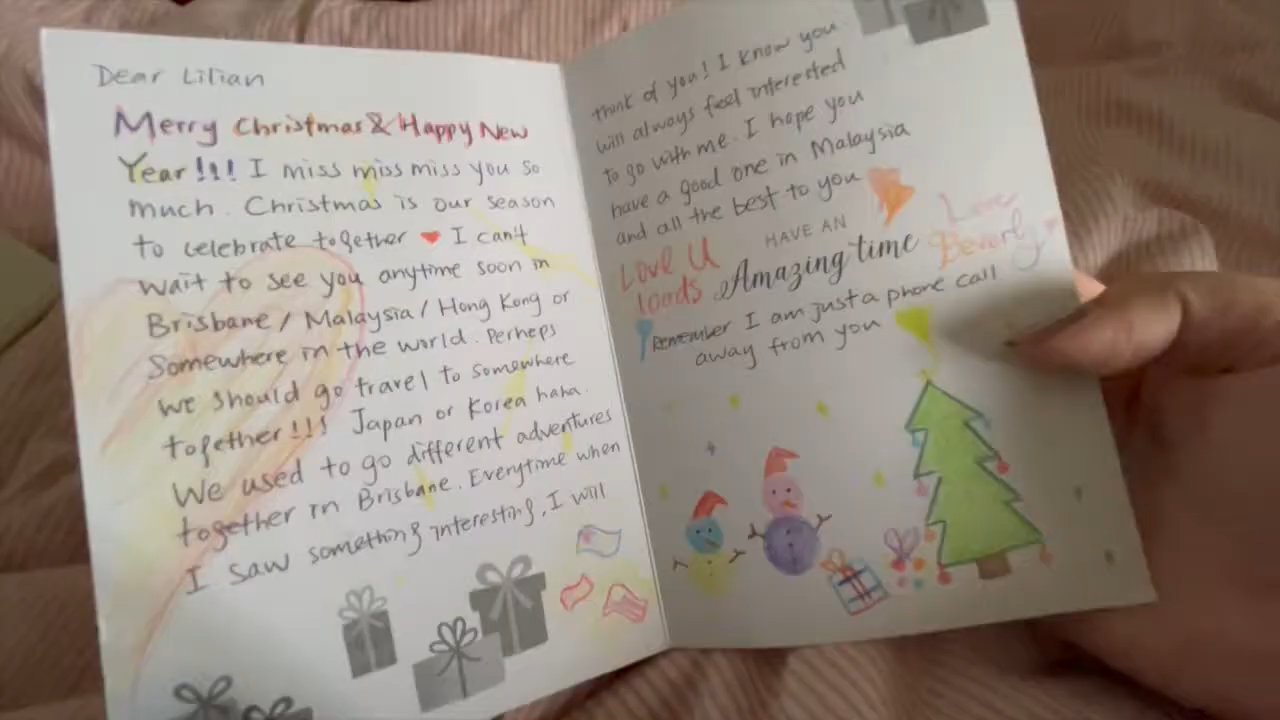 Dear Lilian
Merry Christmas & Happy New
Year!!! I miss miss miss you so
much. Christmas is our season
to celebrate together ❤ I can't
wait to see you anytime soon in
Brisbane / Malaysia / Hong Kong or
Somewhere in the world. Perhaps
we should go travel to somewhere
together!!! Japan or Korea haha.
We used to go different adventures
together in Brisbane. Everytime when
I saw something interesting, I will
think of you! I know you
will always feel interested
to go with me. I hope you
have a good one in Malaysia
and all the best to you
Love U
loads
HAVE AN
Amazing time
Love
Beverly
Remember I am just a phone call
away from you